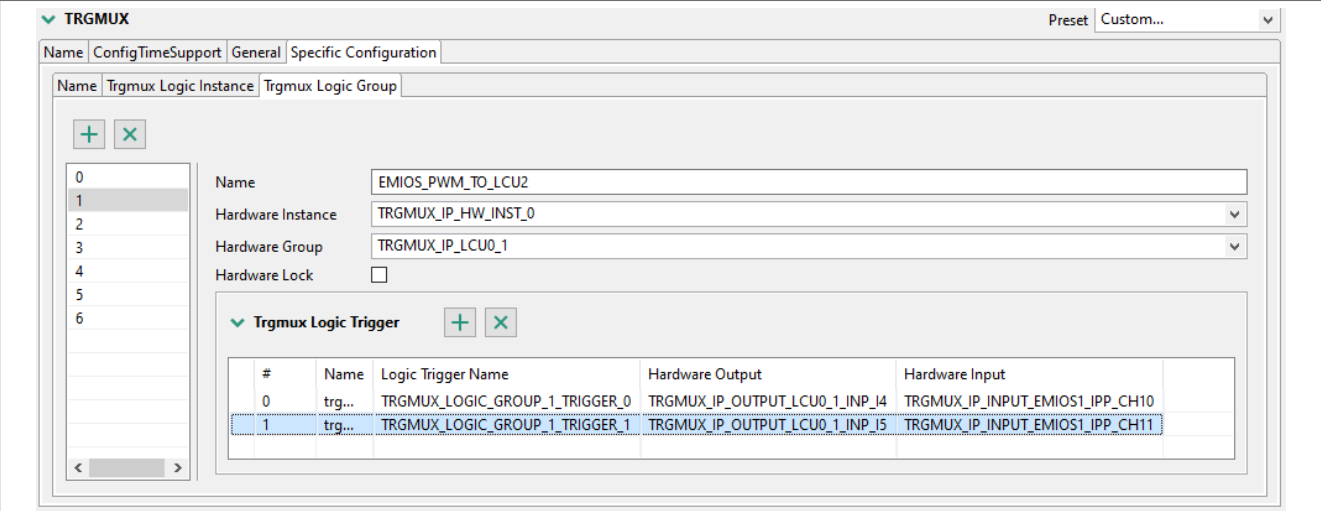 TRGMUX Preset Custom...
Name ConfigTimeSupport General Specific Configuration
Name Trgmux Logic Instance Trgmux Logic Group
0
1
2
3
4
5
6
Name EMIOS_PWM_TO_LCU2
Hardware Instance TRGMUX_IP_HW_INST_0
Hardware Group TRGMUX_IP_LCU0_1
Hardware Lock
Trgmux Logic Trigger
# Name Logic Trigger Name Hardware Output Hardware Input
0 trg... TRGMUX_LOGIC_GROUP_1_TRIGGER_0 TRGMUX_IP_OUTPUT_LCU0_1_INP_I4 TRGMUX_IP_INPUT_EMIOS1_IPP_CH10
1 trg... TRGMUX_LOGIC_GROUP_1_TRIGGER_1 TRGMUX_IP_OUTPUT_LCU0_1_INP_I5 TRGMUX_IP_INPUT_EMIOS1_IPP_CH11